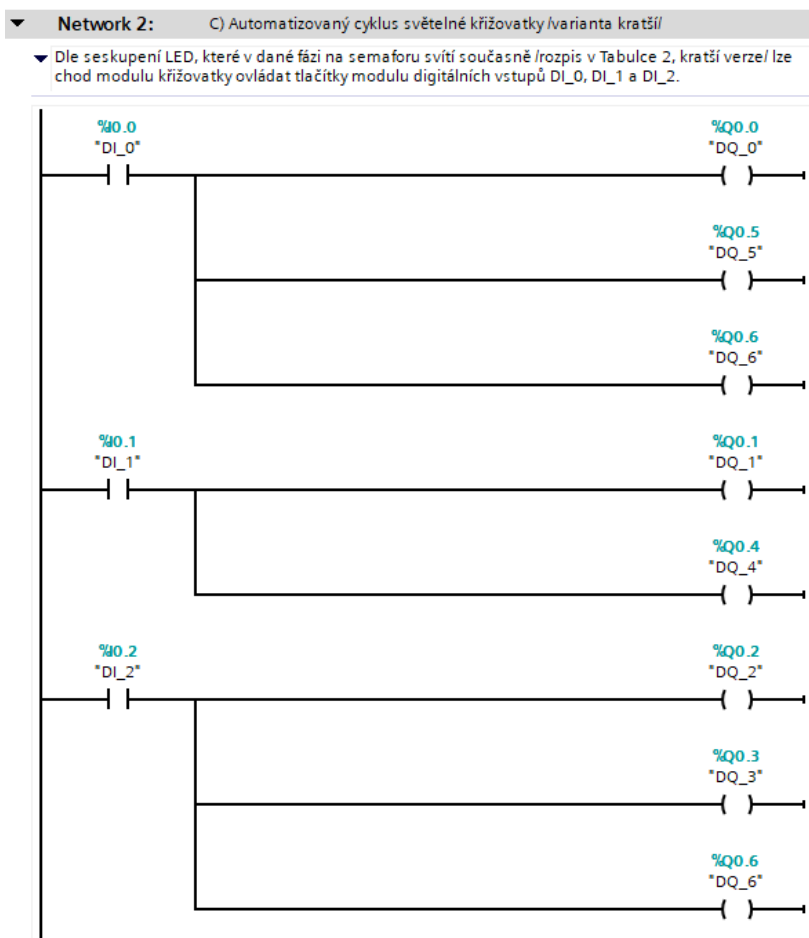 Network 2: C) Automatizovaný cyklus světelné křižovatky /varianta kratší/
Dle seskupení LED, které v dané fázi na semaforu svítí současně /rozpis v Tabulce 2, kratší verze/ lze
chod modulu křižovatky ovládat tlačítky modulu digitálních vstupů DI_0, DI_1 a DI_2.
%I0.0 %Q0.0
"DI_0" "DQ_0"
%Q0.5
"DQ_5"
%Q0.6
"DQ_6"
%I0.1 %Q0.1
"DI_1" "DQ_1"
%Q0.4
"DQ_4"
%I0.2 %Q0.2
"DI_2" "DQ_2"
%Q0.3
"DQ_3"
%Q0.6
"DQ_6"